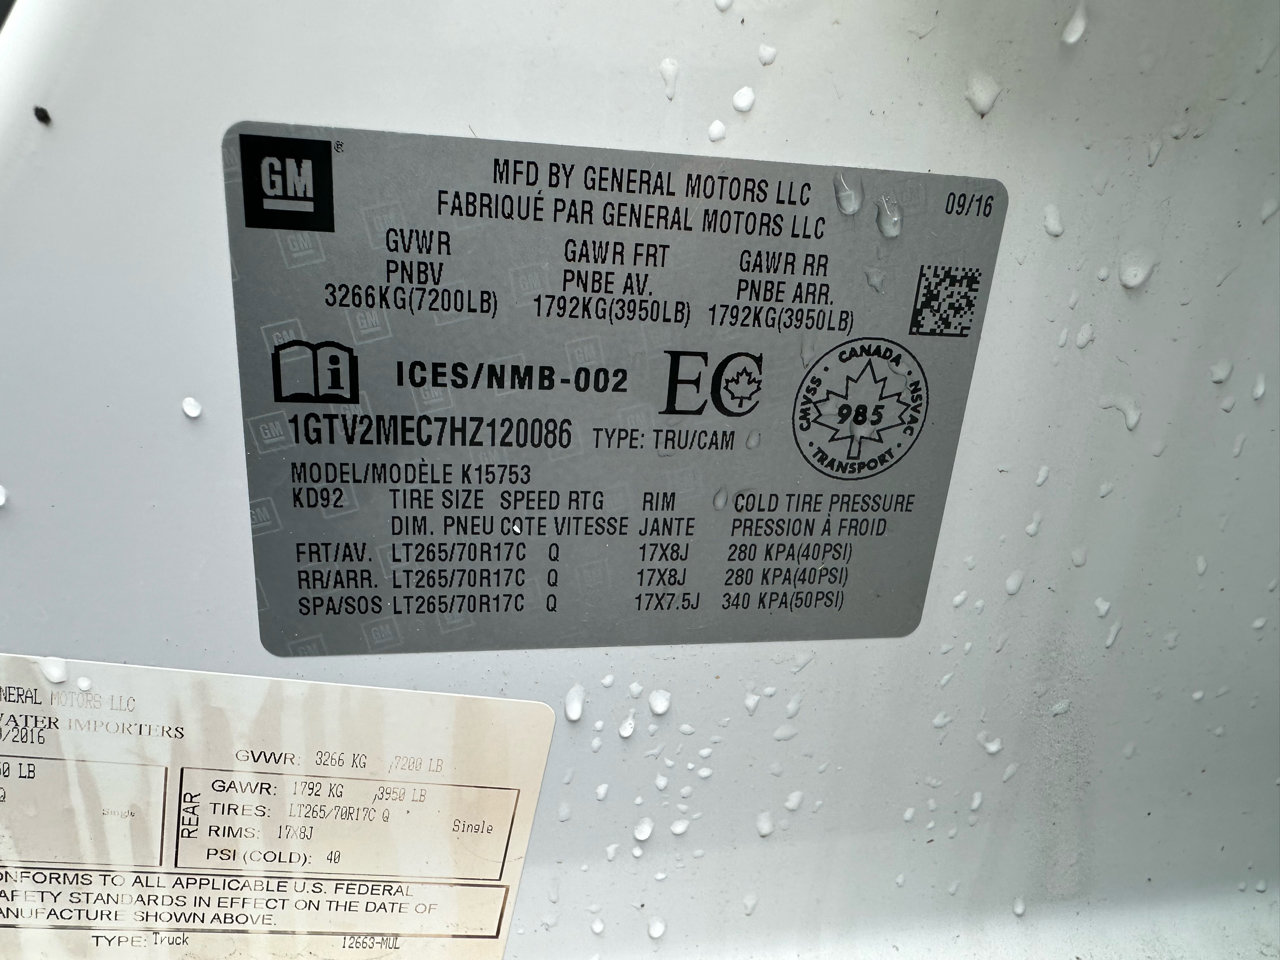 GM
MFD BY GENERAL MOTORS LLC
FABRIQUÉ PAR GENERAL MOTORS LLC
09/16
GVWR GAWR FRT GAWR RR
PNBV PNBE AV. PNBE ARR.
3266KG(7200LB) 1792KG(3950LB) 1792KG(3950LB)
ICES/NMB-002 EC
CANADA
CMVSS 985 NSVAC
TRANSPORT
1GTV2MEC7HZ120086 TYPE: TRU/CAM
MODEL/MODÈLE K15753
KD92 TIRE SIZE SPEED RTG RIM COLD TIRE PRESSURE
DIM. PNEU COTE VITESSE JANTE PRESSION À FROID
FRT/AV. LT265/70R17C Q 17X8J 280 KPA(40PSI)
RR/ARR. LT265/70R17C Q 17X8J 280 KPA(40PSI)
SPA/SOS LT265/70R17C Q 17X7.5J 340 KPA(50PSI)
NERAL MOTORS LLC
WATER IMPORTERS
/2016
GVWR: 3266 KG ,7200 LB
50 LB
REAR
GAWR: 1792 KG ,3950 LB
TIRES: LT265/70R17C Q
Single
RIMS: 17X8J
Single
PSI (COLD): 40
ONFORMS TO ALL APPLICABLE U.S. FEDERAL
AFETY STANDARDS IN EFFECT ON THE DATE OF
ANUFACTURE SHOWN ABOVE.
TYPE: Truck 12663-MUL